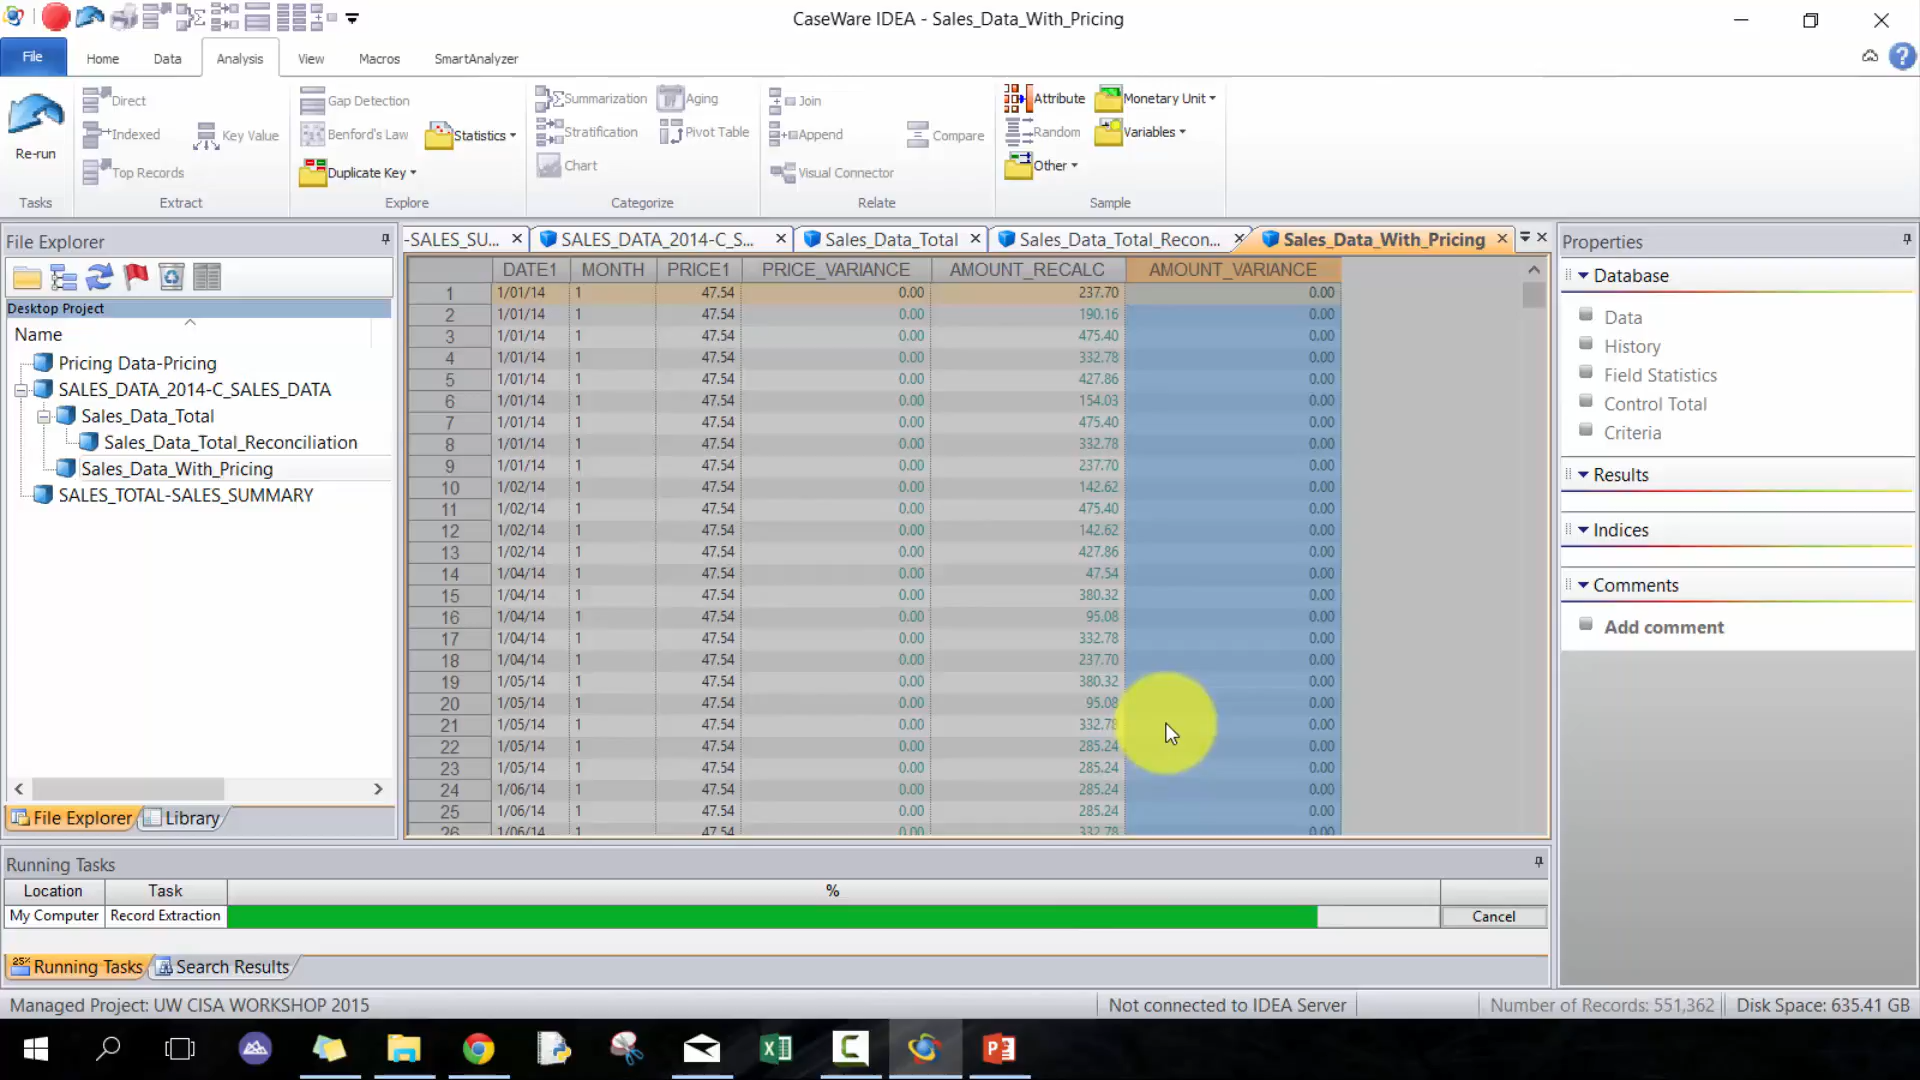 CaseWare IDEA - Sales_Data_With_Pricing
File Home Data Analysis View Macros SmartAnalyzer
Re-run
Tasks
Direct
Indexed
Top Records
Key Value
Extract
Gap Detection
Benford's Law
Duplicate Key
Statistics
Explore
Summarization
Stratification
Chart
Aging
Pivot Table
Categorize
Join
Append
Visual Connector
Compare
Relate
Attribute
Random
Other
Monetary Unit
Variables
Sample
File Explorer
Desktop Project
Name
Pricing Data-Pricing
SALES_DATA_2014-C_SALES_DATA
Sales_Data_Total
Sales_Data_Total_Reconciliation
Sales_Data_With_Pricing
SALES_TOTAL-SALES_SUMMARY
File Explorer Library
-SALES_SU... SALES_DATA_2014-C_S... Sales_Data_Total Sales_Data_Total_Recon... Sales_Data_With_Pricing
DATE1 MONTH PRICE1 PRICE_VARIANCE AMOUNT_RECALC AMOUNT_VARIANCE
1 1/01/14 1 47.54 0.00 237.70 0.00
2 1/01/14 1 47.54 0.00 190.16 0.00
3 1/01/14 1 47.54 0.00 475.40 0.00
4 1/01/14 1 47.54 0.00 332.78 0.00
5 1/01/14 1 47.54 0.00 427.86 0.00
6 1/01/14 1 47.54 0.00 154.03 0.00
7 1/01/14 1 47.54 0.00 475.40 0.00
8 1/01/14 1 47.54 0.00 332.78 0.00
9 1/01/14 1 47.54 0.00 237.70 0.00
10 1/02/14 1 47.54 0.00 142.62 0.00
11 1/02/14 1 47.54 0.00 475.40 0.00
12 1/02/14 1 47.54 0.00 142.62 0.00
13 1/02/14 1 47.54 0.00 427.86 0.00
14 1/04/14 1 47.54 0.00 47.54 0.00
15 1/04/14 1 47.54 0.00 380.32 0.00
16 1/04/14 1 47.54 0.00 95.08 0.00
17 1/04/14 1 47.54 0.00 332.78 0.00
18 1/04/14 1 47.54 0.00 237.70 0.00
19 1/05/14 1 47.54 0.00 380.32 0.00
20 1/05/14 1 47.54 0.00 95.08 0.00
21 1/05/14 1 47.54 0.00 332.78 0.00
22 1/05/14 1 47.54 0.00 285.24 0.00
23 1/05/14 1 47.54 0.00 285.24 0.00
24 1/06/14 1 47.54 0.00 285.24 0.00
25 1/06/14 1 47.54 0.00 285.24 0.00
26 1/06/14 1 47.54 0.00 332.78 0.00
Properties
Database
Data
History
Field Statistics
Control Total
Criteria
Results
Indices
Comments
Add comment
Running Tasks
Location Task %
My Computer Record Extraction Cancel
25% Running Tasks Search Results
Managed Project: UW CISA WORKSHOP 2015 Not connected to IDEA Server Number of Records: 551,362 Disk Space: 635.41 GB